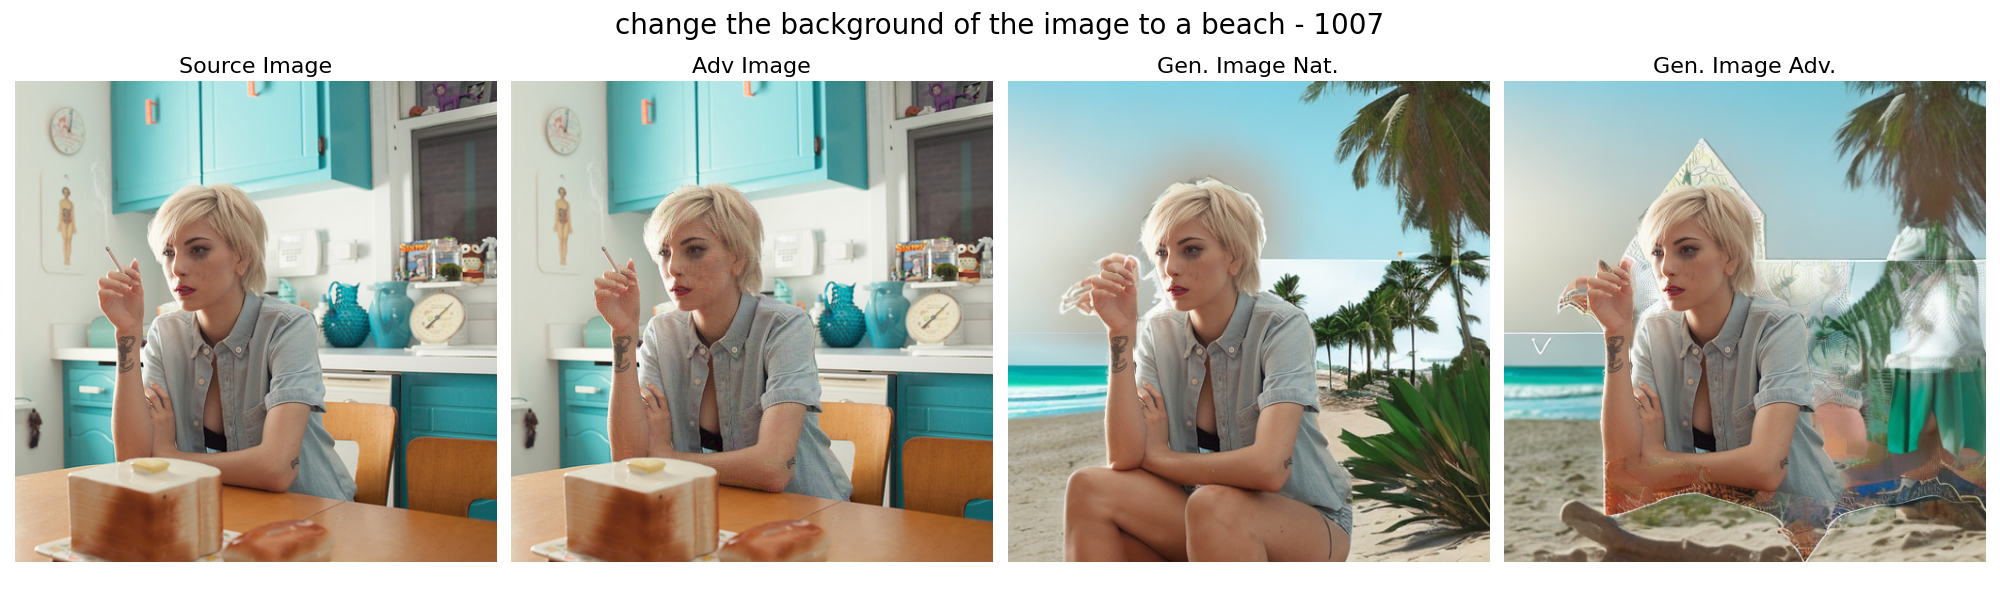 change the background of the image to a beach - 1007
Source Image
Adv Image
Gen. Image Nat.
Gen. Image Adv.